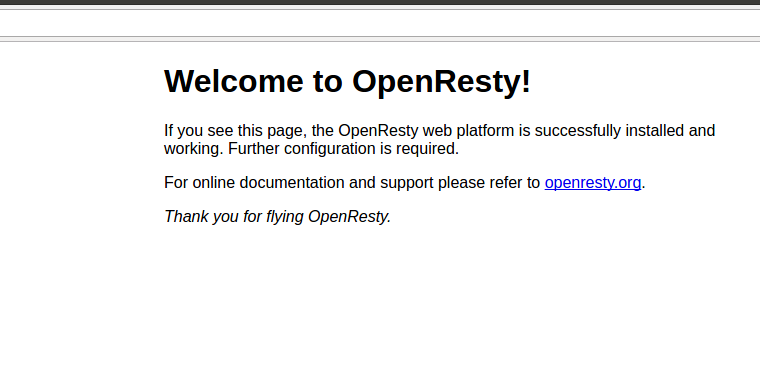 Welcome to OpenResty!
If you see this page, the OpenResty web platform is successfully installed and
working. Further configuration is required.
For online documentation and support please refer to openresty.org.
Thank you for flying OpenResty.